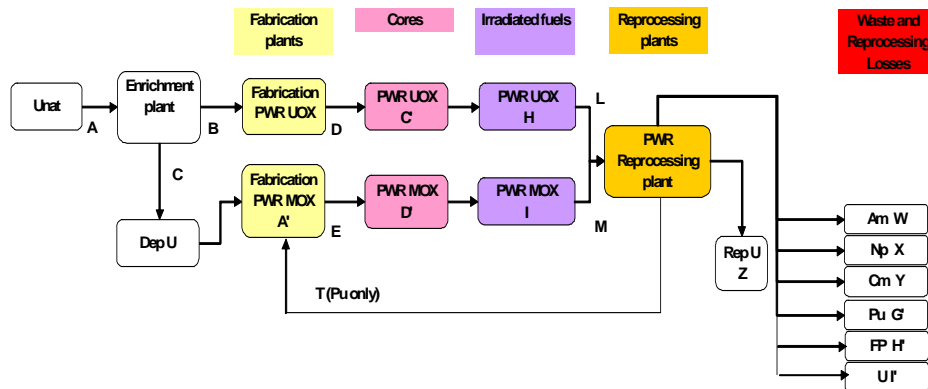 Fabrication
plants
Cores
Irradiated fuels
Reprocessing
plants
Waste and
Reprocessing
Losses
Unat
A
Enrichment
plant
B
Fabrication
PWR UOX
D
PWR UOX
C'
PWR UOX
H
L
PWR
Reprocessing
plant
C
Dep U
Fabrication
PWR MOX
A'
E
PWR MOX
D'
PWR MOX
I
M
Rep U
Z
T (Pu only)
Am W
Np X
Cm Y
Pu G'
FP H'
U I'